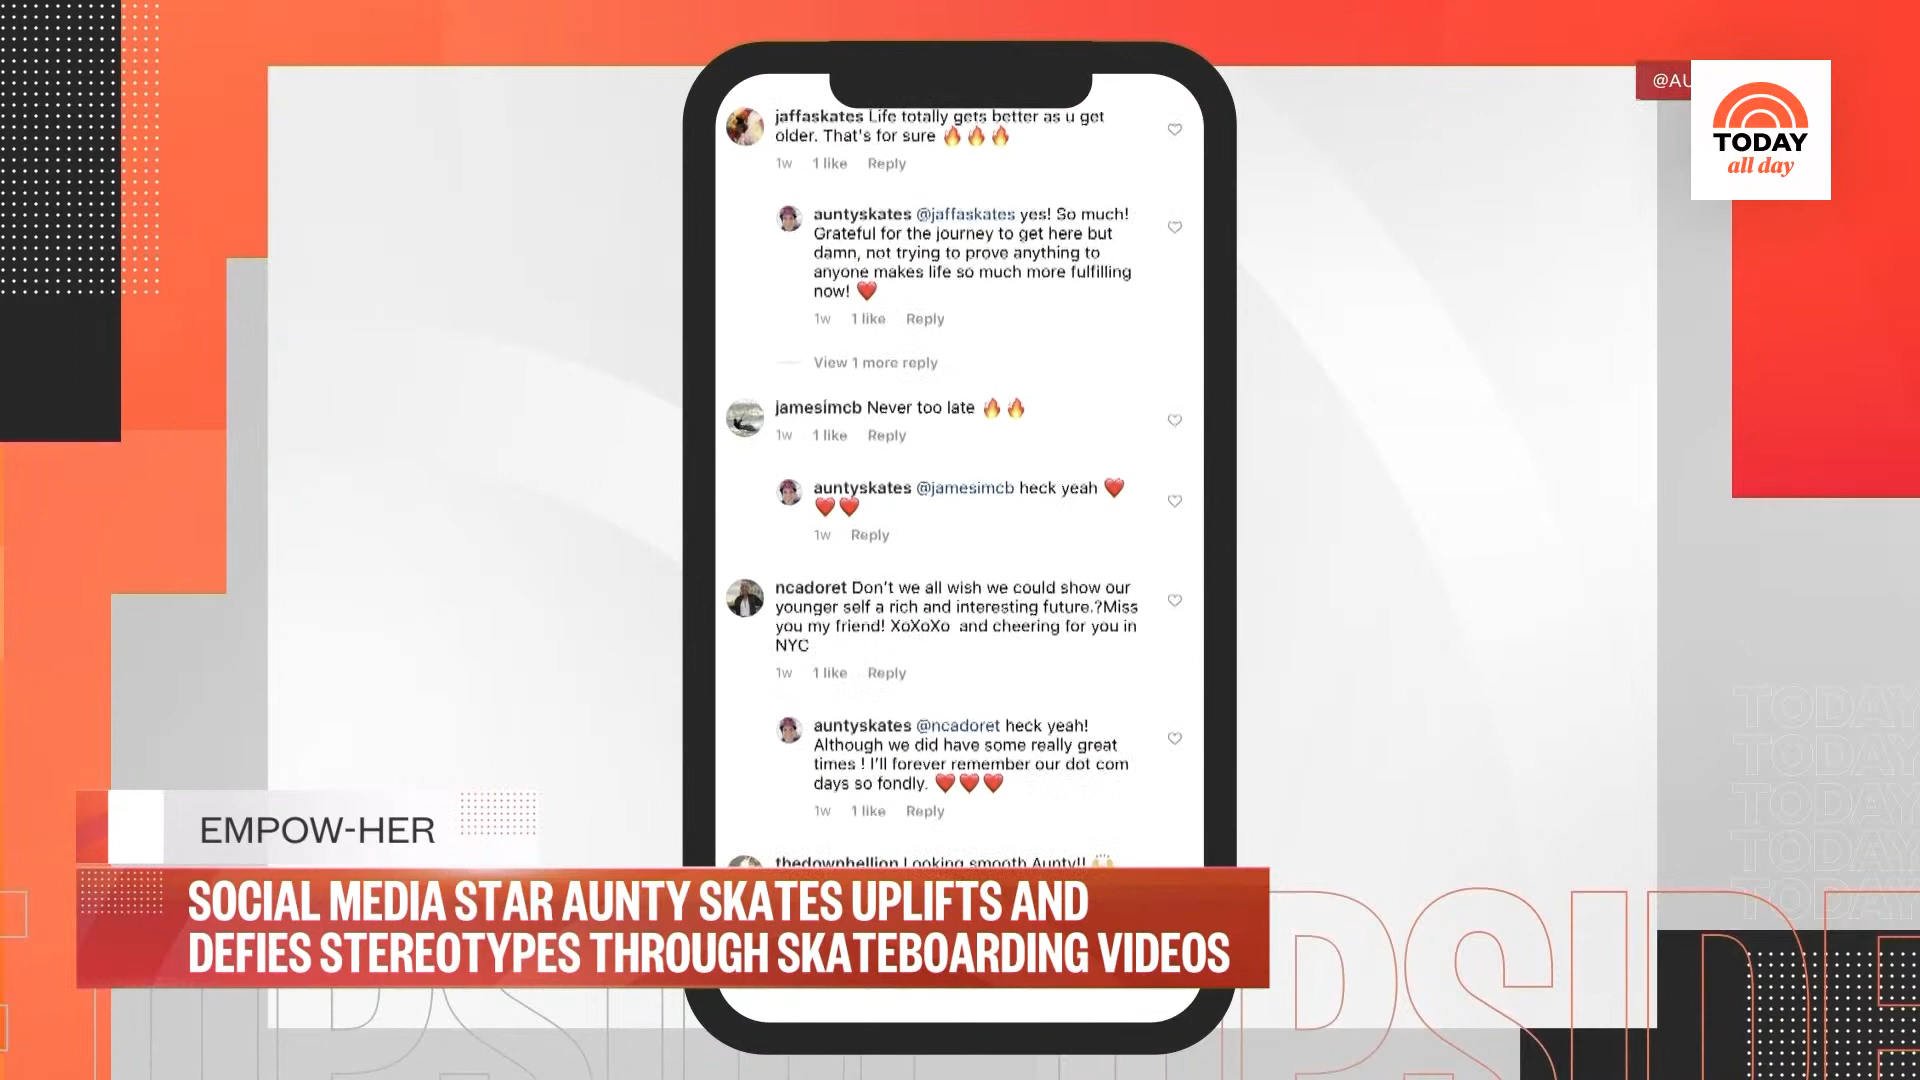 @AU
TODAY
all day
jaffaskates Life totally gets better as u get
older. That's for sure 🔥🔥🔥
1w 1 like Reply
auntyskates @jaffaskates yes! So much!
Grateful for the journey to get here but
damn, not trying to prove anything to
anyone makes life so much more fulfilling
now! ❤️
1w 1 like Reply
View 1 more reply
jamesimcb Never too late 🔥🔥
1w 1 like Reply
auntyskates @jamesimcb heck yeah ❤️
❤️❤️
1w Reply
ncadoret Don't we all wish we could show our
younger self a rich and interesting future.?Miss
you my friend! XoXoXo and cheering for you in
NYC
1w 1 like Reply
auntyskates @ncadoret heck yeah!
Although we did have some really great
times ! I'll forever remember our dot com
days so fondly. ❤️❤️❤️
1w 1 like Reply
thedownhellion Looking smooth Aunty!! 🙌
EMPOW-HER
SOCIAL MEDIA STAR AUNTY SKATES UPLIFTS AND
DEFIES STEREOTYPES THROUGH SKATEBOARDING VIDEOS
TODAY
TODAY
TODAY
TODAY
TODAY
UPSIDE